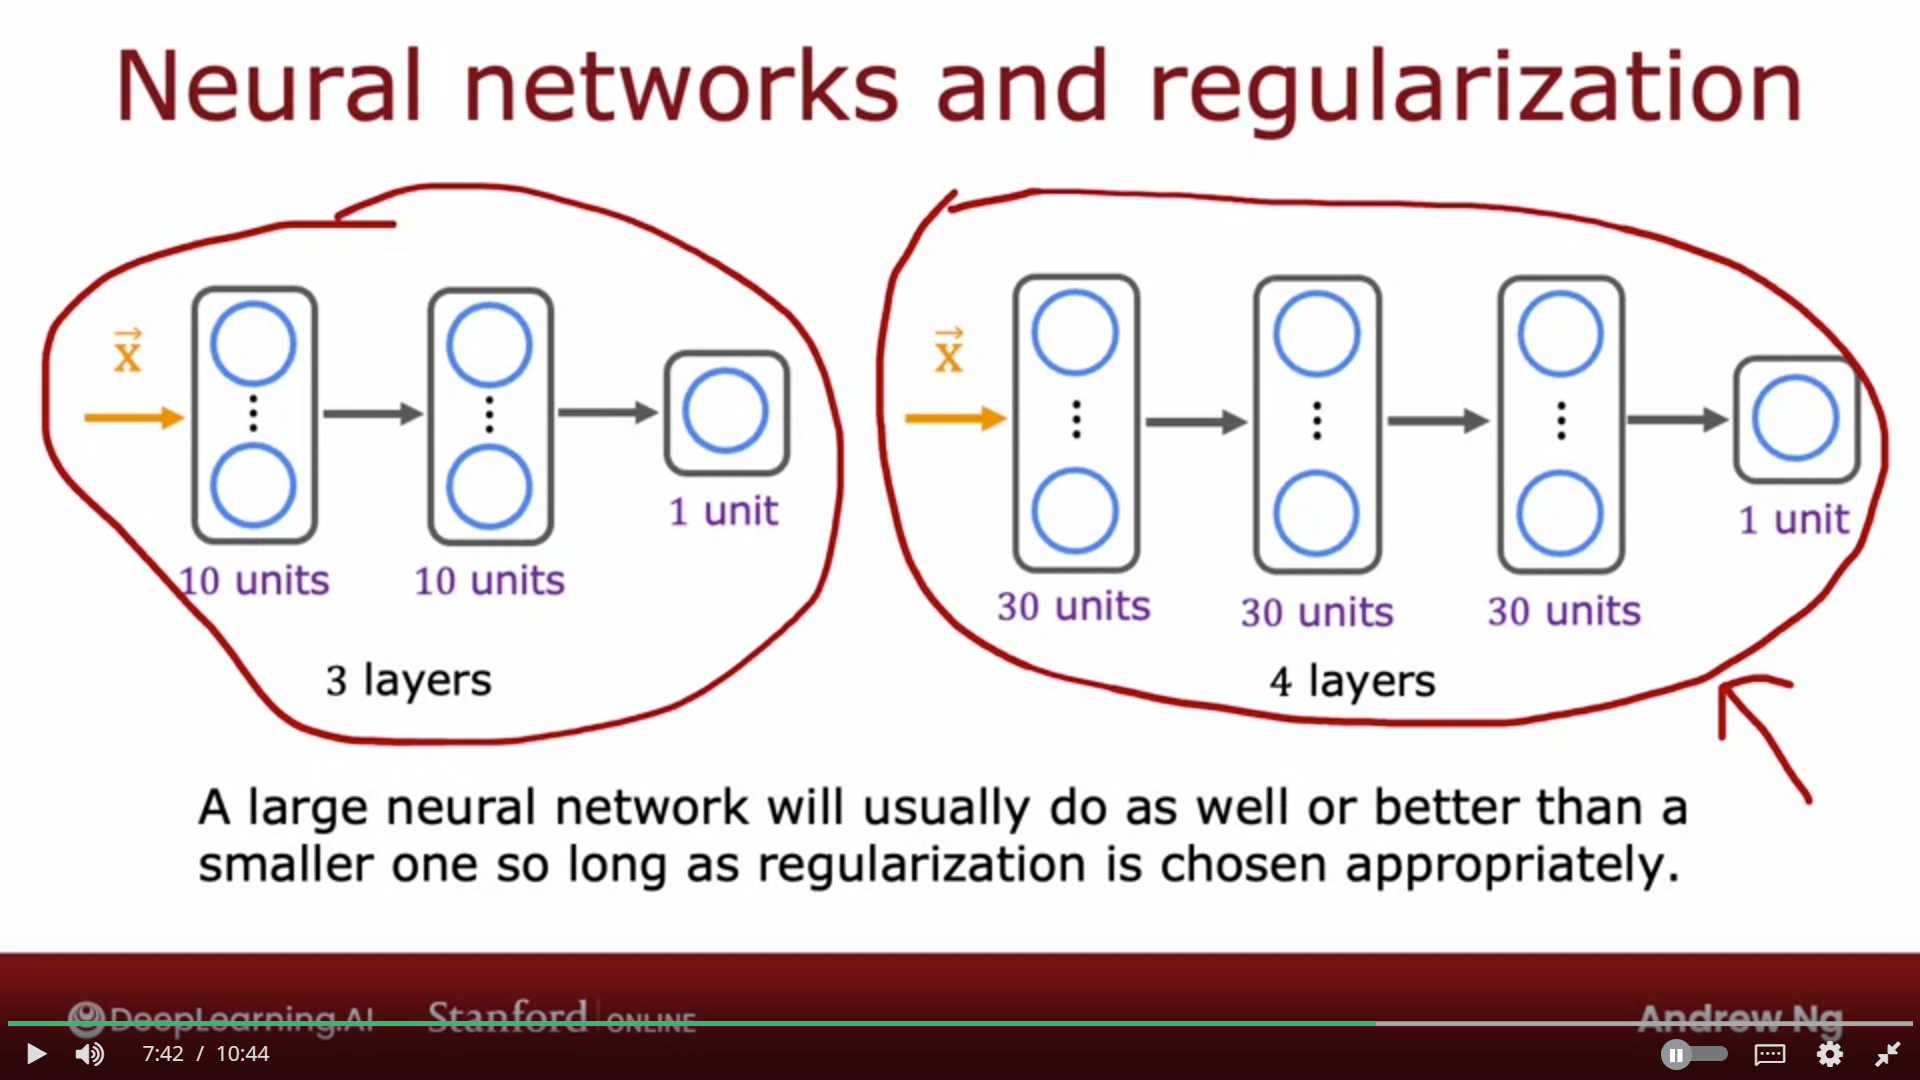 Neural networks and regularization
x
10 units
10 units
1 unit
3 layers
x
30 units
30 units
30 units
1 unit
4 layers
A large neural network will usually do as well or better than a
smaller one so long as regularization is chosen appropriately.
DeepLearning.AI Stanford ONLINE Andrew Ng
7:42 / 10:44